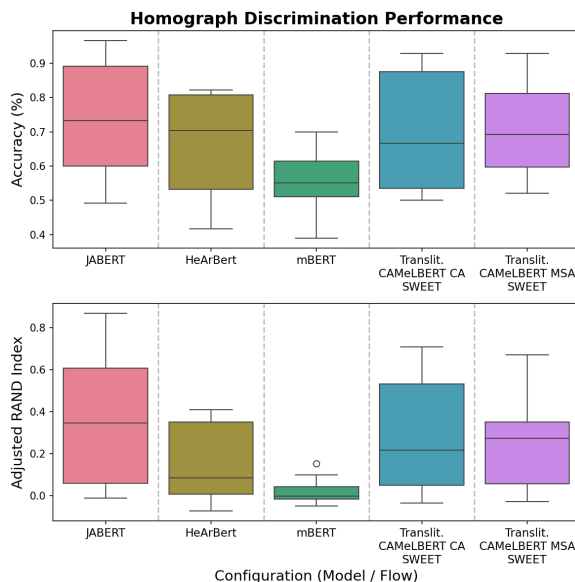 Homograph Discrimination Performance
Accuracy (%)
0.9
0.8
0.7
0.6
0.5
0.4
JABERT
HeArBert
mBERT
Translit.
CAMeLBERT CA
SWEET
Translit.
CAMeLBERT MSA
SWEET
Adjusted RAND Index
0.8
0.6
0.4
0.2
0.0
JABERT
HeArBert
mBERT
Translit.
CAMeLBERT CA
SWEET
Translit.
CAMeLBERT MSA
SWEET
Configuration (Model / Flow)